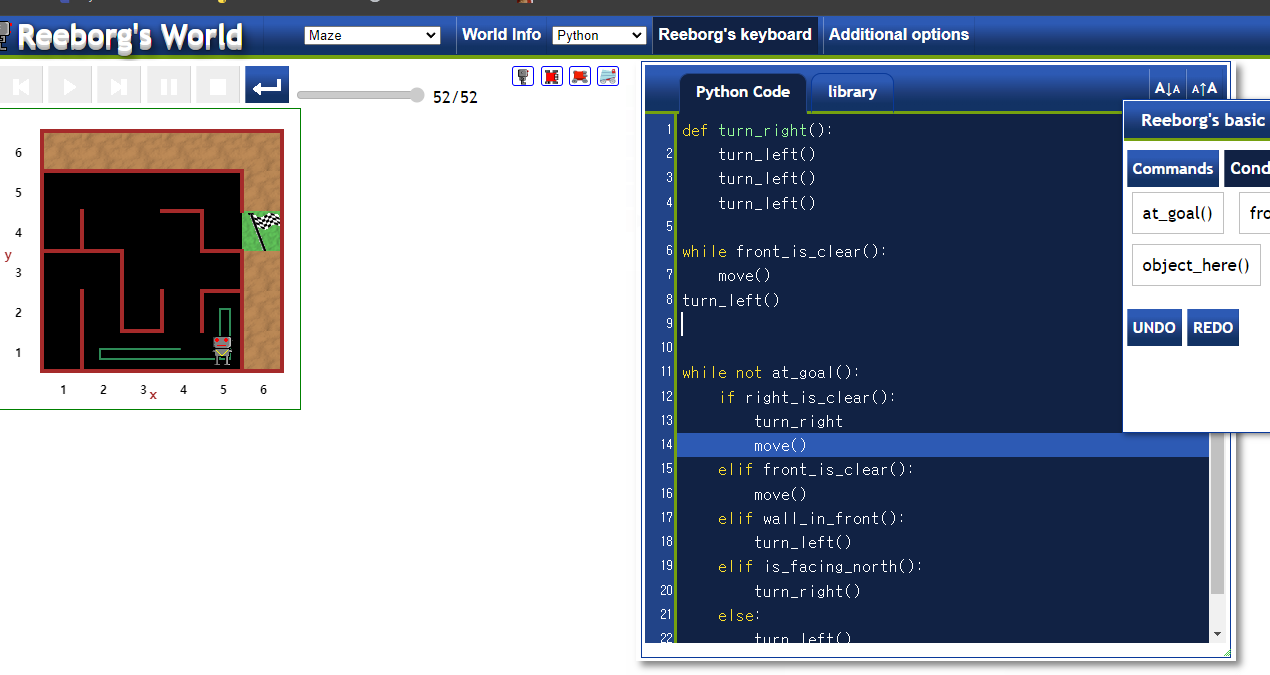 Reeborg's World
Maze
World Info
Python
Reeborg's keyboard
Additional options
52/52
Python Code
library
A↓A
A↑A
Reeborg's basic
Commands
Cond
at_goal()
fro
object_here()
UNDO
REDO
6
5
4
y
3
2
1
1 2 3 x 4 5 6
1 def turn_right():
2 turn_left()
3 turn_left()
4 turn_left()
5
6 while front_is_clear():
7 move()
8 turn_left()
9
10
11 while not at_goal():
12 if right_is_clear():
13 turn_right
14 move()
15 elif front_is_clear():
16 move()
17 elif wall_in_front():
18 turn_left()
19 elif is_facing_north():
20 turn_right()
21 else:
22 turn_left()